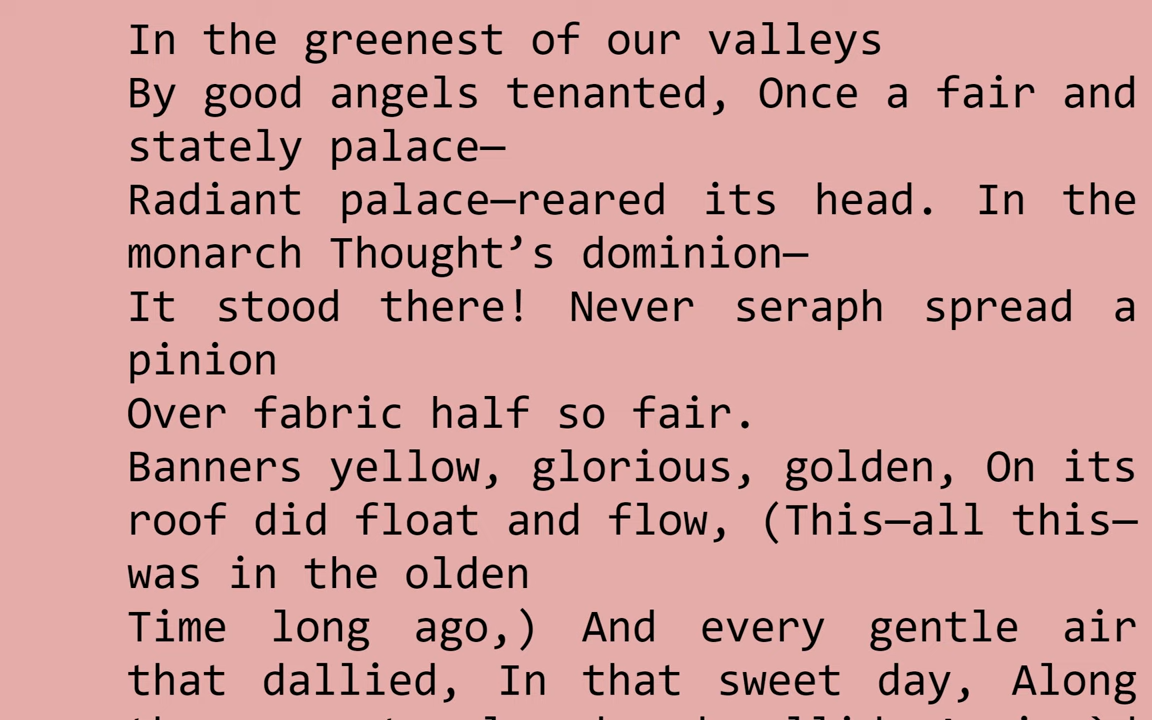 In the greenest of our valleys
By good angels tenanted, Once a fair and
stately palace—
Radiant palace—reared its head. In the
monarch Thought’s dominion—
It stood there! Never seraph spread a
pinion
Over fabric half so fair.
Banners yellow, glorious, golden, On its
roof did float and flow, (This—all this—
was in the olden
Time long ago,) And every gentle air
that dallied, In that sweet day, Along